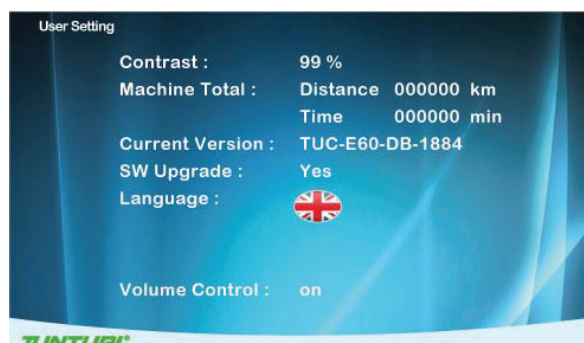 User Setting
Contrast : 99 %
Machine Total : Distance 000000 km
Time 000000 min
Current Version : TUC-E60-DB-1884
SW Upgrade : Yes
Language :
Volume Control : on
TUNTURI®